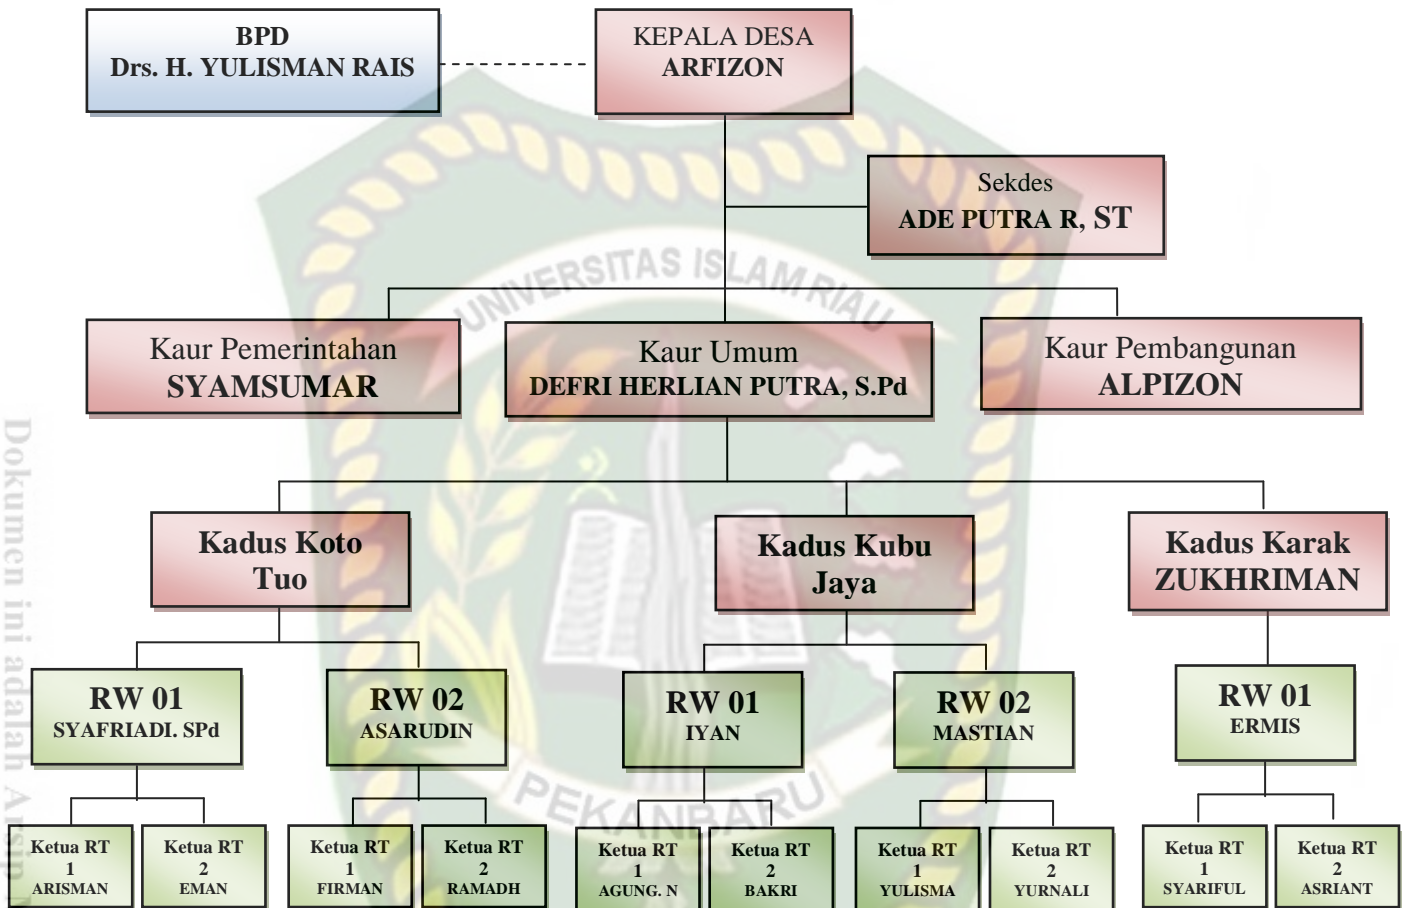 BPD
Drs. H. YULISMAN RAIS
KEPALA DESA
ARFIZON
Sekdes
ADE PUTRA R, ST
UNIVERSITAS ISLAM RIAU
Kaur Pemerintahan
SYAMSUMAR
Kaur Umum
DEFRI HERLIAN PUTRA, S.Pd
Kaur Pembangunan
ALPIZON
Kadus Koto
Tuo
Kadus Kubu
Jaya
Kadus Karak
ZUKHRIMAN
RW 01
SYAFRIADI. SPd
RW 02
ASARUDIN
RW 01
IYAN
RW 02
MASTIAN
RW 01
ERMIS
PEKANBARU
Ketua RT
1
ARISMAN
Ketua RT
2
EMAN
Ketua RT
1
FIRMAN
Ketua RT
2
RAMADH
Ketua RT
1
AGUNG. N
Ketua RT
2
BAKRI
Ketua RT
1
YULISMA
Ketua RT
2
YURNALI
Ketua RT
1
SYARIFUL
Ketua RT
2
ASRIANT
Dokumen ini adalah Arsip